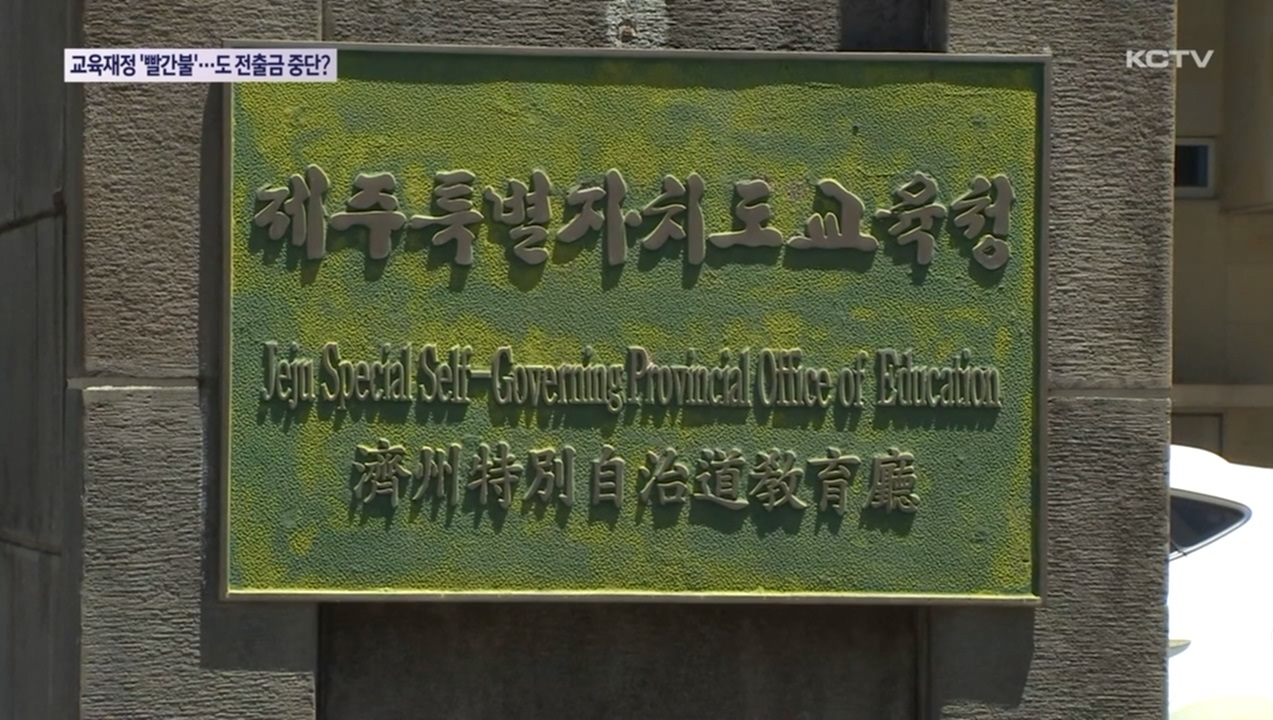 교육재정 '빨간불'…도 전출금 중단?
KCTV
제주특별자치도교육청
Jeju Special Self-Governing Provincial Office of Education
濟州特別自治道教育廳